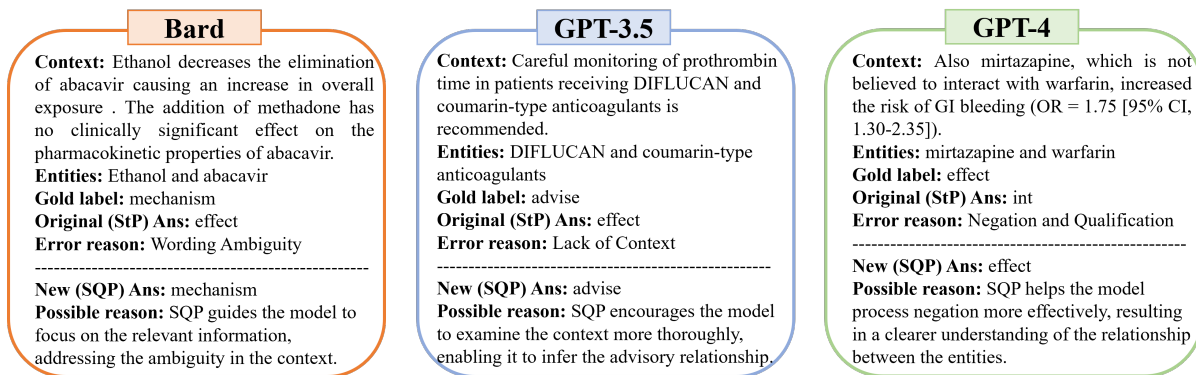 Bard
Context: Ethanol decreases the elimination
of abacavir causing an increase in overall
exposure . The addition of methadone has
no clinically significant effect on the
pharmacokinetic properties of abacavir.
Entities: Ethanol and abacavir
Gold label: mechanism
Original (StP) Ans: effect
Error reason: Wording Ambiguity
New (SQP) Ans: mechanism
Possible reason: SQP guides the model to
focus on the relevant information,
addressing the ambiguity in the context.
GPT-3.5
Context: Careful monitoring of prothrombin
time in patients receiving DIFLUCAN and
coumarin-type anticoagulants is
recommended.
Entities: DIFLUCAN and coumarin-type
anticoagulants
Gold label: advise
Original (StP) Ans: effect
Error reason: Lack of Context
New (SQP) Ans: advise
Possible reason: SQP encourages the model
to examine the context more thoroughly,
enabling it to infer the advisory relationship.
GPT-4
Context: Also mirtazapine, which is not
believed to interact with warfarin, increased
the risk of GI bleeding (OR = 1.75 [95% CI,
1.30-2.35]).
Entities: mirtazapine and warfarin
Gold label: effect
Original (StP) Ans: int
Error reason: Negation and Qualification
New (SQP) Ans: effect
Possible reason: SQP helps the model
process negation more effectively, resulting
in a clearer understanding of the relationship
between the entities.